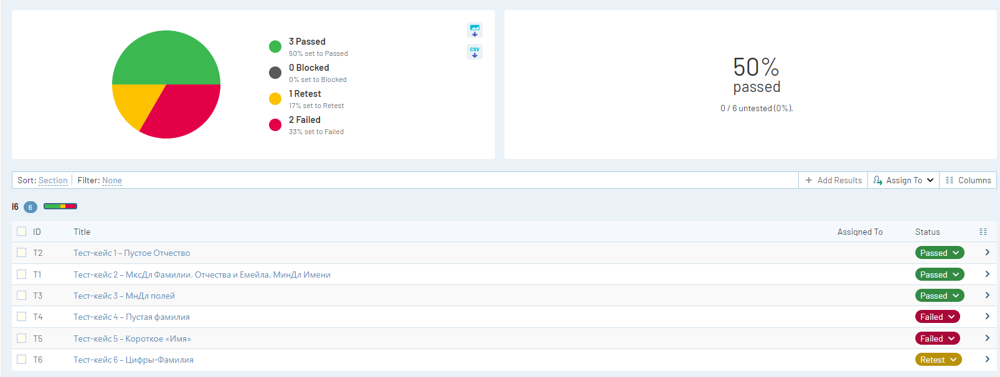 3 Passed
50% set to Passed
0 Blocked
0% set to Blocked
1 Retest
17% set to Retest
2 Failed
33% set to Failed
CSV
50%
passed
0 / 6 untested (0%).
Sort: Section Filter: None
+ Add Results Assign To Columns
I6 6
ID Title Assigned To Status
T2 Тест-кейс 1 – Пустое Отчество Passed
T1 Тест-кейс 2 – МксДл Фамилии, Отчества и Емейла. МинДл Имени Passed
T3 Тест-кейс 3 – МнДл полей Passed
T4 Тест-кейс 4 – Пустая фамилия Failed
T5 Тест-кейс 5 – Короткое «Имя» Failed
T6 Тест-кейс 6 – Цифры-Фамилия Retest